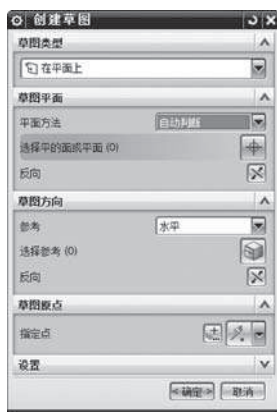 创建草图
草图类型
在平面上
草图平面
平面方法 自动判断
选择平的面或平面 (0)
反向
草图方向
参考 水平
选择参考 (0)
反向
草图原点
指定点
设置
<确定> 取消